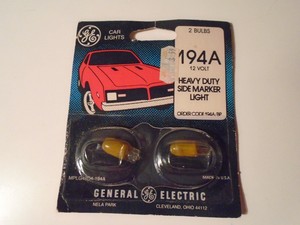 GE
CAR
LIGHTS
2 BULBS
194A
12 VOLT
HEAVY DUTY
SIDE MARKER
LIGHT
ORDER CODE 194A/BP
MADE IN U.S.A.
GENERAL GE ELECTRIC
NELA PARK CLEVELAND, OHIO 44112